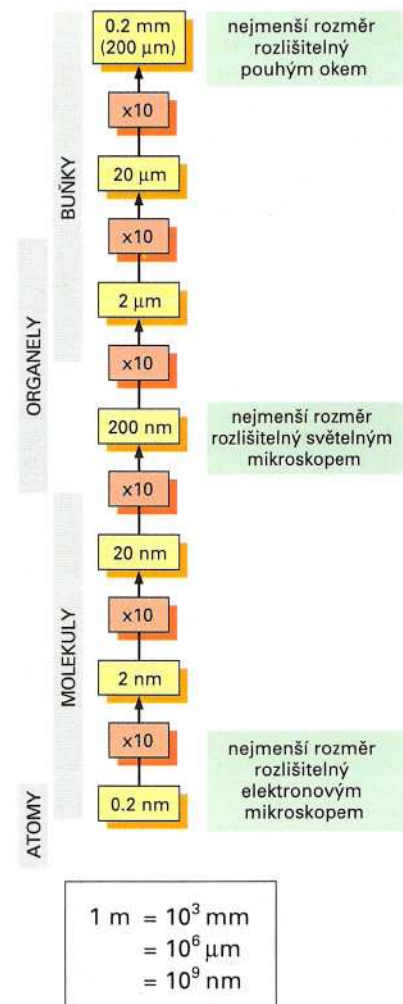 0.2 mm
(200 µm)
nejmenší rozměr
rozlišitelný
pouhým okem
x10
BUŇKY
20 µm
x10
2 µm
ORGANELY
x10
200 nm
nejmenší rozměr
rozlišitelný světelným
mikroskopem
x10
20 nm
MOLEKULY
x10
2 nm
x10
nejmenší rozměr
rozlišitelný
elektronovým
mikroskopem
0.2 nm
ATOMY
1 m = 10³ mm
= 10⁶ µm
= 10⁹ nm